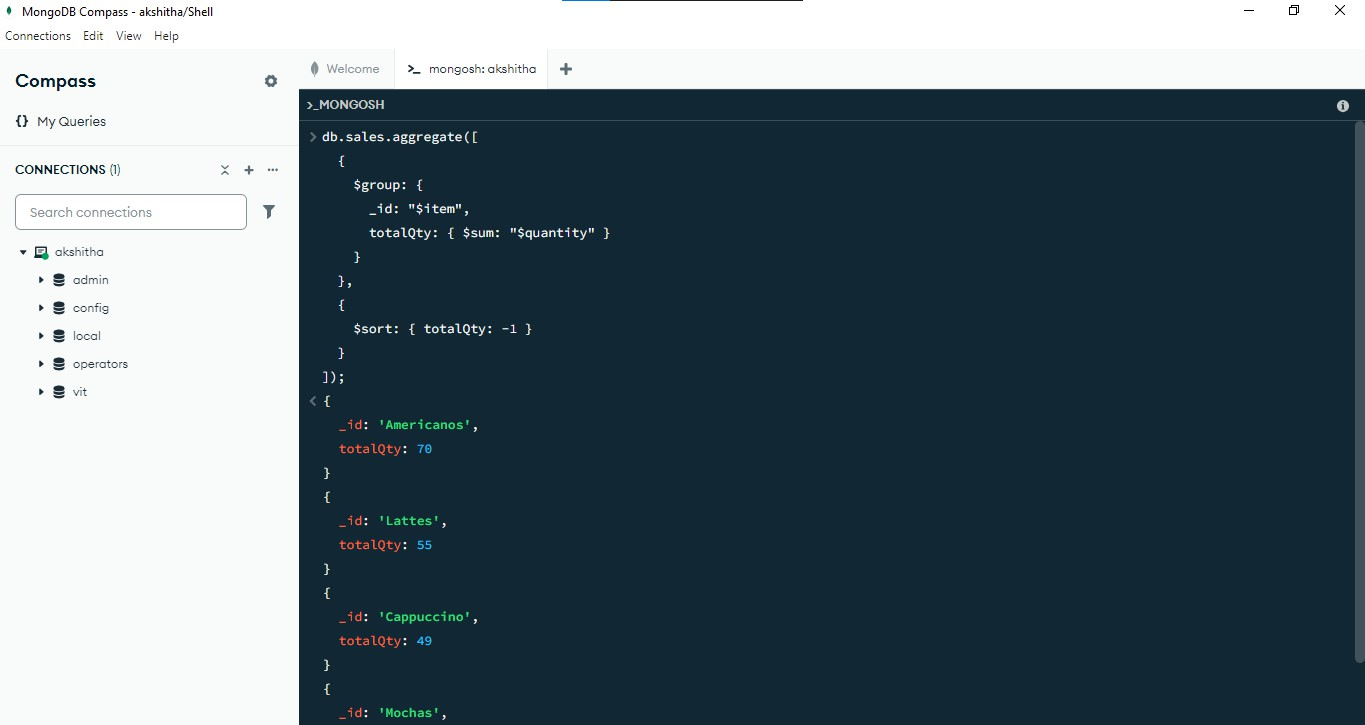 MongoDB Compass - akshitha/Shell
Connections Edit View Help
Compass
{} My Queries
CONNECTIONS (1)
Search connections
akshitha
admin
config
local
operators
vit
Welcome
>_ mongosh: akshitha
>_MONGOSH
> db.sales.aggregate([
{
$group: {
_id: "$item",
totalQty: { $sum: "$quantity" }
}
},
{
$sort: { totalQty: -1 }
}
]);
< {
_id: 'Americanos',
totalQty: 70
}
{
_id: 'Lattes',
totalQty: 55
}
{
_id: 'Cappuccino',
totalQty: 49
}
{
_id: 'Mochas',